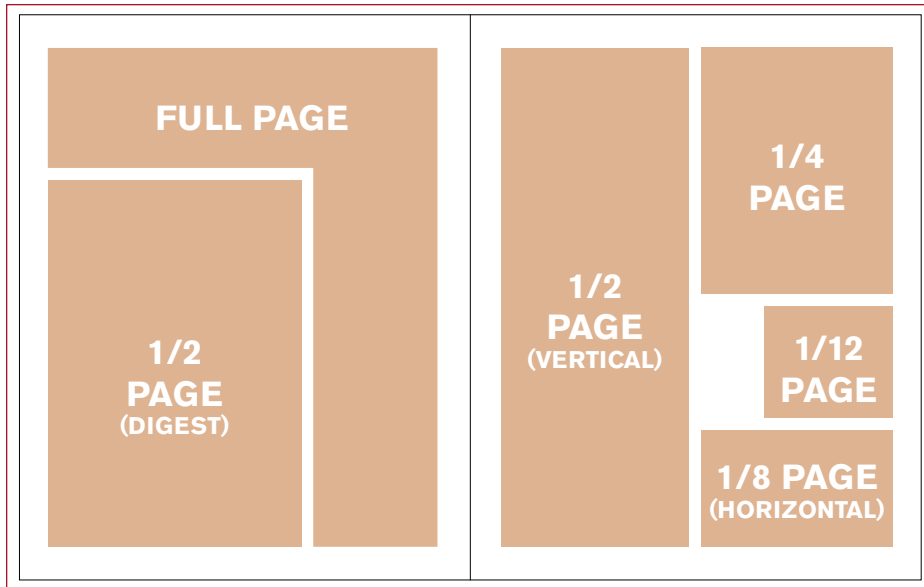 FULL PAGE
1/2
PAGE
(DIGEST)
1/2
PAGE
(VERTICAL)
1/4
PAGE
1/12
PAGE
1/8 PAGE
(HORIZONTAL)